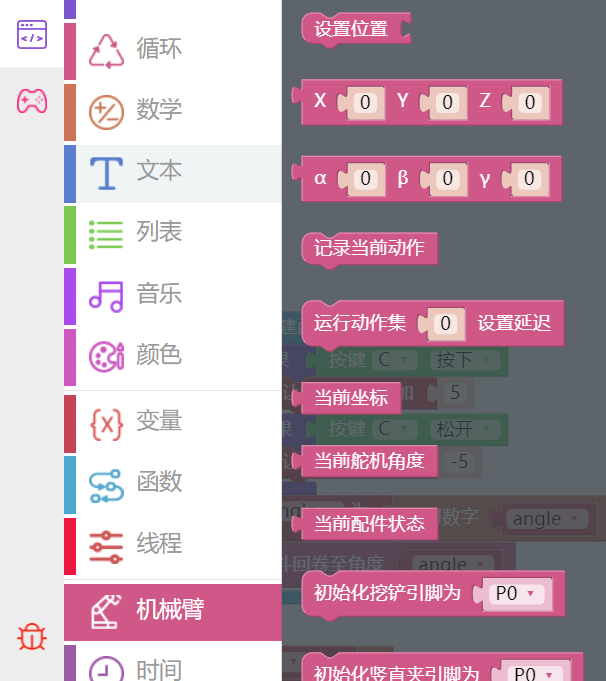 循环
数学
文本
列表
音乐
颜色
变量
函数
线程
机械臂
时间
设置位置
X 0 Y 0 Z 0
α 0 β 0 γ 0
记录当前动作
运行动作集 0 设置延迟
按键 C 按下
当前坐标
5
按键 C 松开
当前舵机角度
-5
当前配件状态
数字 angle
回卷至角度 angle
初始化挖铲引脚为 P0
初始化竖直夹引脚为 P0